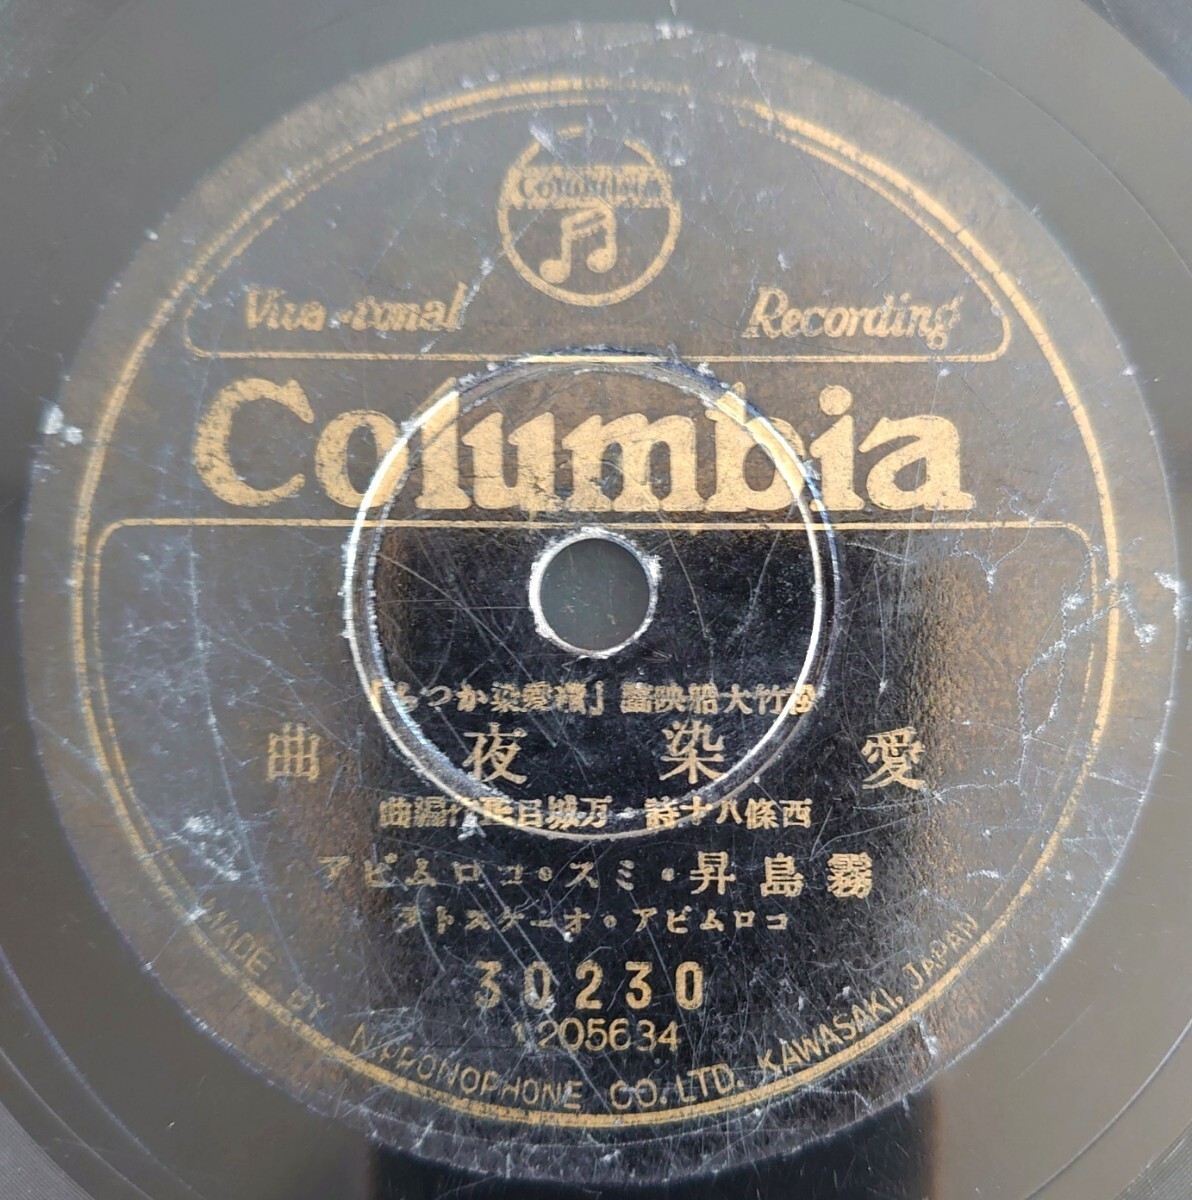 Columbia
Viva-tonal Recording
Columbia
松竹大船映畫「續愛染かつら」
愛染夜曲
西條八十詩・万城目正作編曲
霧島昇・ミス・コロムビア
コロムビア・オーケストラ
30230
1205634
MADE BY NIPPONOPHONE CO. LTD. KAWASAKI, JAPAN